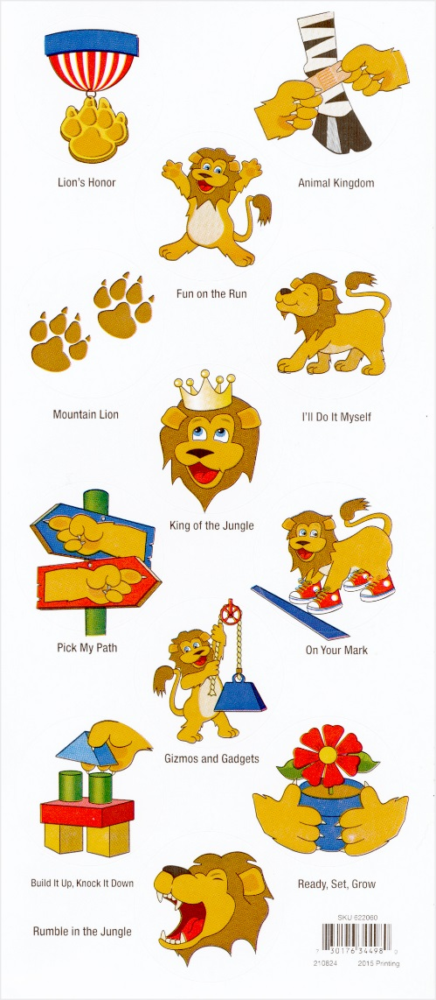 Lion's Honor
Animal Kingdom
Fun on the Run
Mountain Lion
I'll Do It Myself
King of the Jungle
Pick My Path
On Your Mark
Gizmos and Gadgets
Build It Up, Knock It Down
Ready, Set, Grow
Rumble in the Jungle
SKU 622060
7 30176 34498 0
210824 2015 Printing